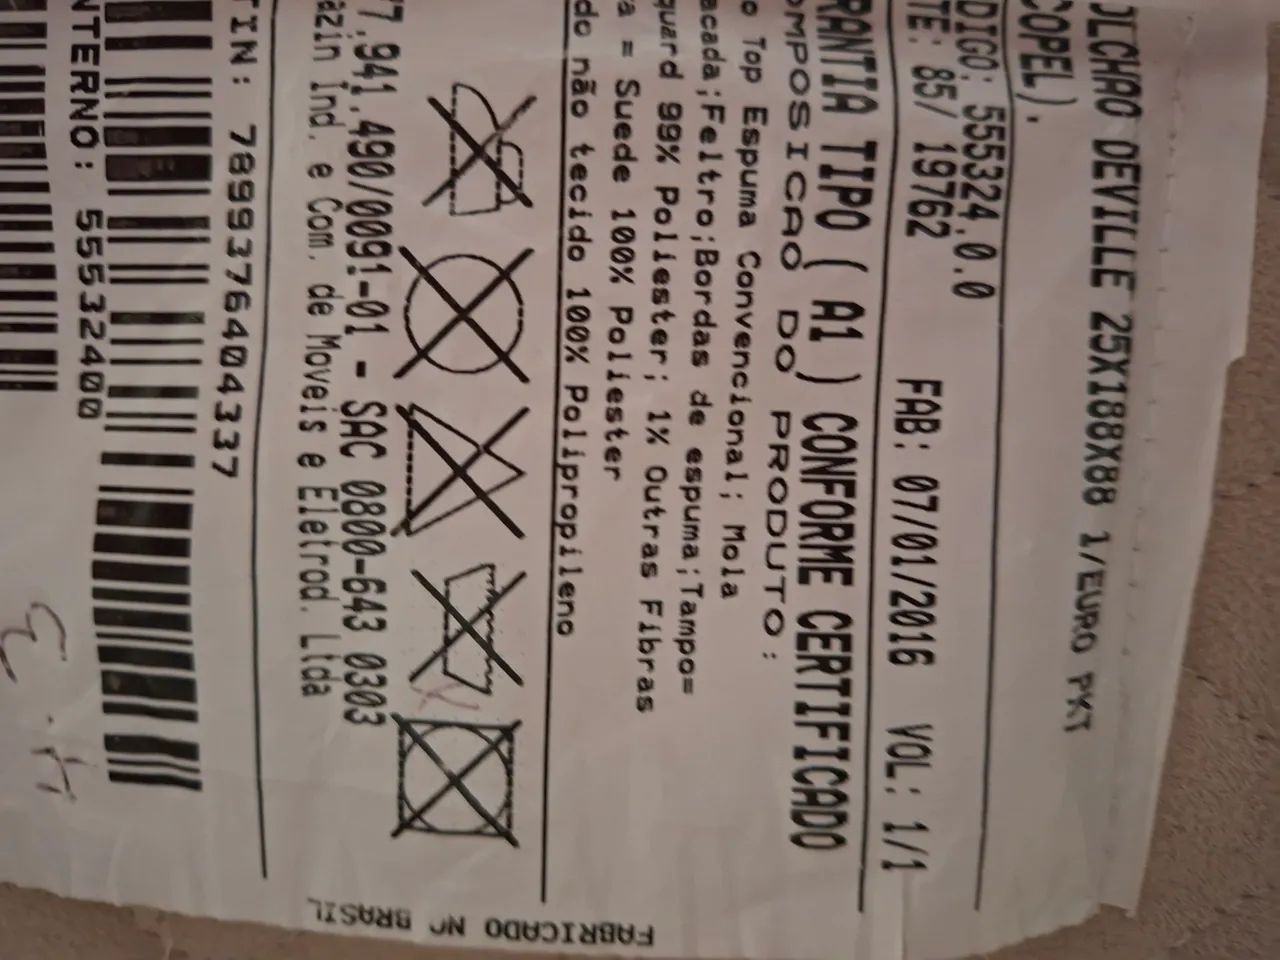 OLCHAO DEVILLE 25X188X88 1/EURO PKT
COPEL).
DIGO: 555324.0.0
TE: 85/ 19762 FAB: 07/01/2016 VOL: 1/1
RANTIA TIPO ( A1) CONFORME CERTIFICADO
OMPOSICAO DO PRODUTO:
o Top Espuma Convencional; Mola
acada;Feltro;Bordas de espuma;Tampo=
quard 99% Poliester; 1% Outras Fibras
a = Suede 100% Poliester
do não tecido 100% Polipropileno
77.941.490/0091-01 - SAC 0800-643 0303
azin Ind. e Com. de Moveis e Eletrod. Ltda
TIN: 7899376404337
NTERNO: 55532400
FABRICADO NO BRASIL